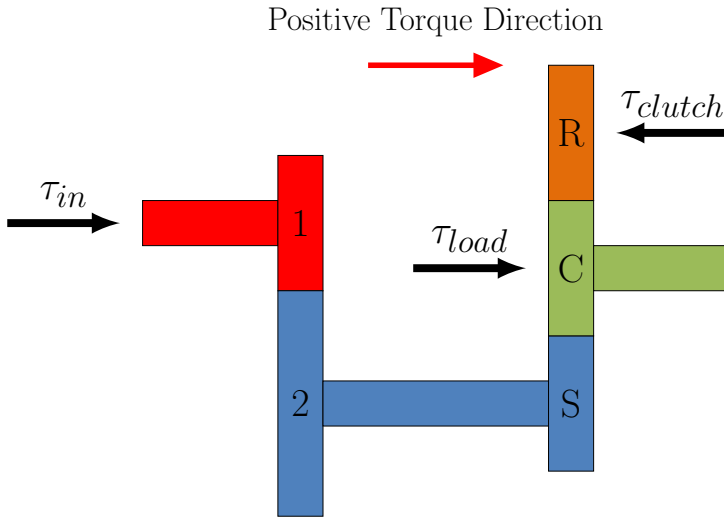 Positive Torque Direction
τclutch
R
τin
1
τload
C
2
S